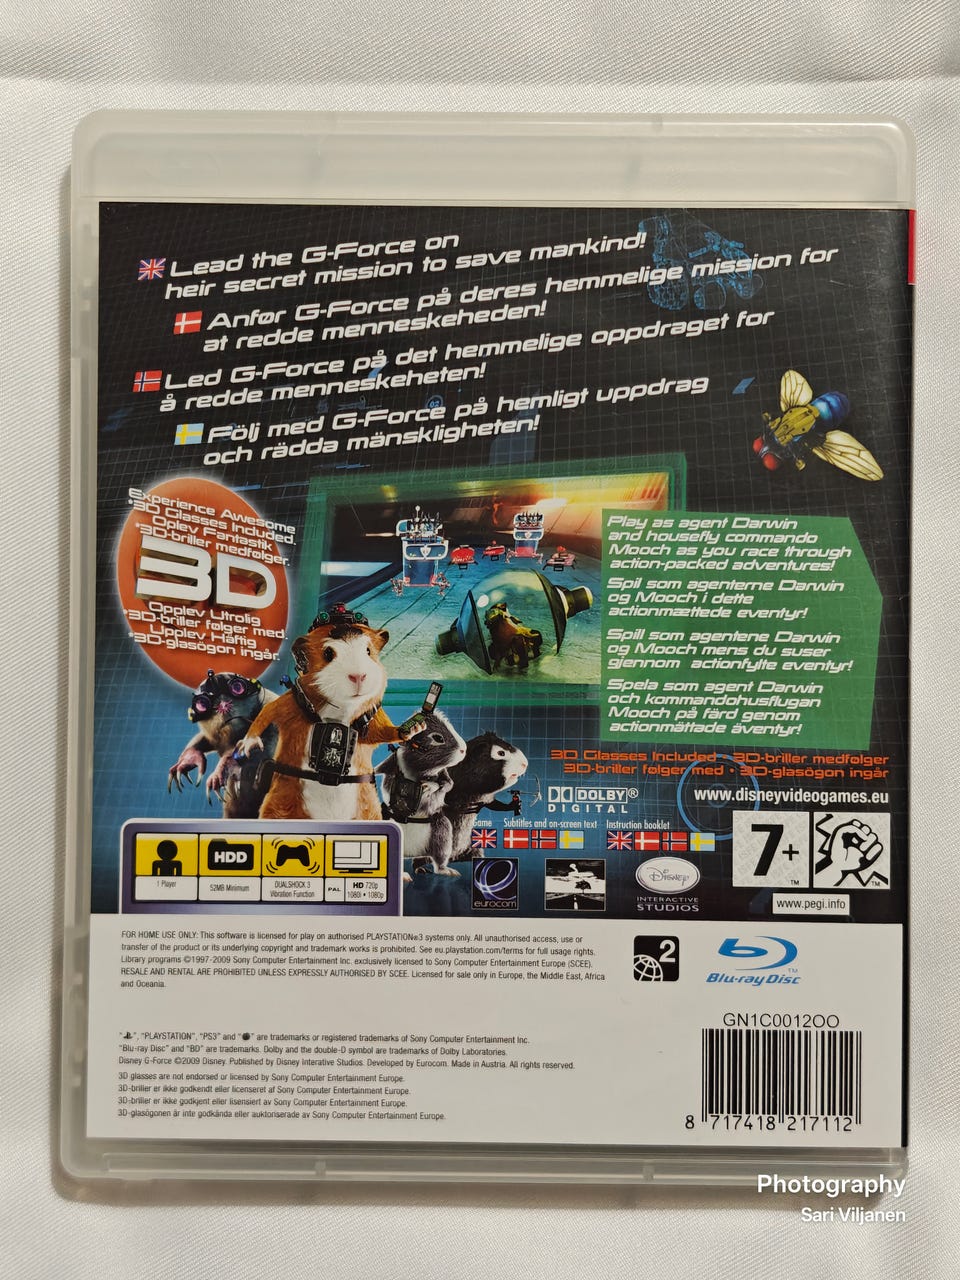 Lead the G-Force on
heir secret mission to save mankind!
Anfør G-Force på deres hemmelige mission for
at redde menneskeheden!
Led G-Force på det hemmelige oppdraget for
å redde menneskeheten!
Följ med G-Force på hemligt uppdrag
och rädda mänskligheten!
Experience Awesome
*3D Glasses Included.
Oplev Fantastik
*3D-briller medfølger.
3D
Opplev Utrolig
*3D-briller følger med.
Upplev Häftig
*3D-glasögon ingår.
Play as agent Darwin
and housefly commando
Mooch as you race through
action-packed adventures!
Spil som agenterne Darwin
og Mooch i dette
actionmættede eventyr!
Spill som agentene Darwin
og Mooch mens du suser
gjennom actionfylte eventyr!
Spela som agent Darwin
och kommandohusflugan
Mooch på färd genom
actionmättade äventyr!
3D Glasses Included · 3D-briller medfølger
3D-briller følger med · 3D-glasögon ingår
DOLBY®
DIGITAL
www.disneyvideogames.eu
Game Subtitles and on-screen text Instruction booklet
7+™
™
www.pegi.info
eurocom
Disney
INTERACTIVE
STUDIOS
HDD
1 Player
52MB Minimum
DUALSHOCK 3
Vibration Function
PAL
HD 720p
1080i • 1080p
FOR HOME USE ONLY: This software is licensed for play on authorised PLAYSTATION®3 systems only. All unauthorised access, use or
transfer of the product or its underlying copyright and trademark works is prohibited. See eu.playstation.com/terms for full usage rights.
Library programs ©1997-2009 Sony Computer Entertainment Inc. exclusively licensed to Sony Computer Entertainment Europe (SCEE).
RESALE AND RENTAL ARE PROHIBITED UNLESS EXPRESSLY AUTHORISED BY SCEE. Licensed for sale only in Europe, the Middle East, Africa
and Oceania.
2
Blu-ray Disc™
"", "PLAYSTATION", "PS3" and "" are trademarks or registered trademarks of Sony Computer Entertainment Inc.
"Blu-ray Disc" and "BD" are trademarks. Dolby and the double-D symbol are trademarks of Dolby Laboratories.
Disney G-Force ©2009 Disney. Published by Disney Interative Studios. Developed by Eurocom. Made in Austria. All rights reserved.
3D glasses are not endorsed or licensed by Sony Computer Entertainment Europe.
3D-briller er ikke godkendt eller licenseret af Sony Computer Entertainment Europe.
3D-briller er ikke godkjent eller lisensiert av Sony Computer Entertainment Europe.
3D-glasögonen är inte godkända eller auktoriserade av Sony Computer Entertainment Europe.
GN1C0012OO
8 717418 217112
Photography
Sari Viljanen